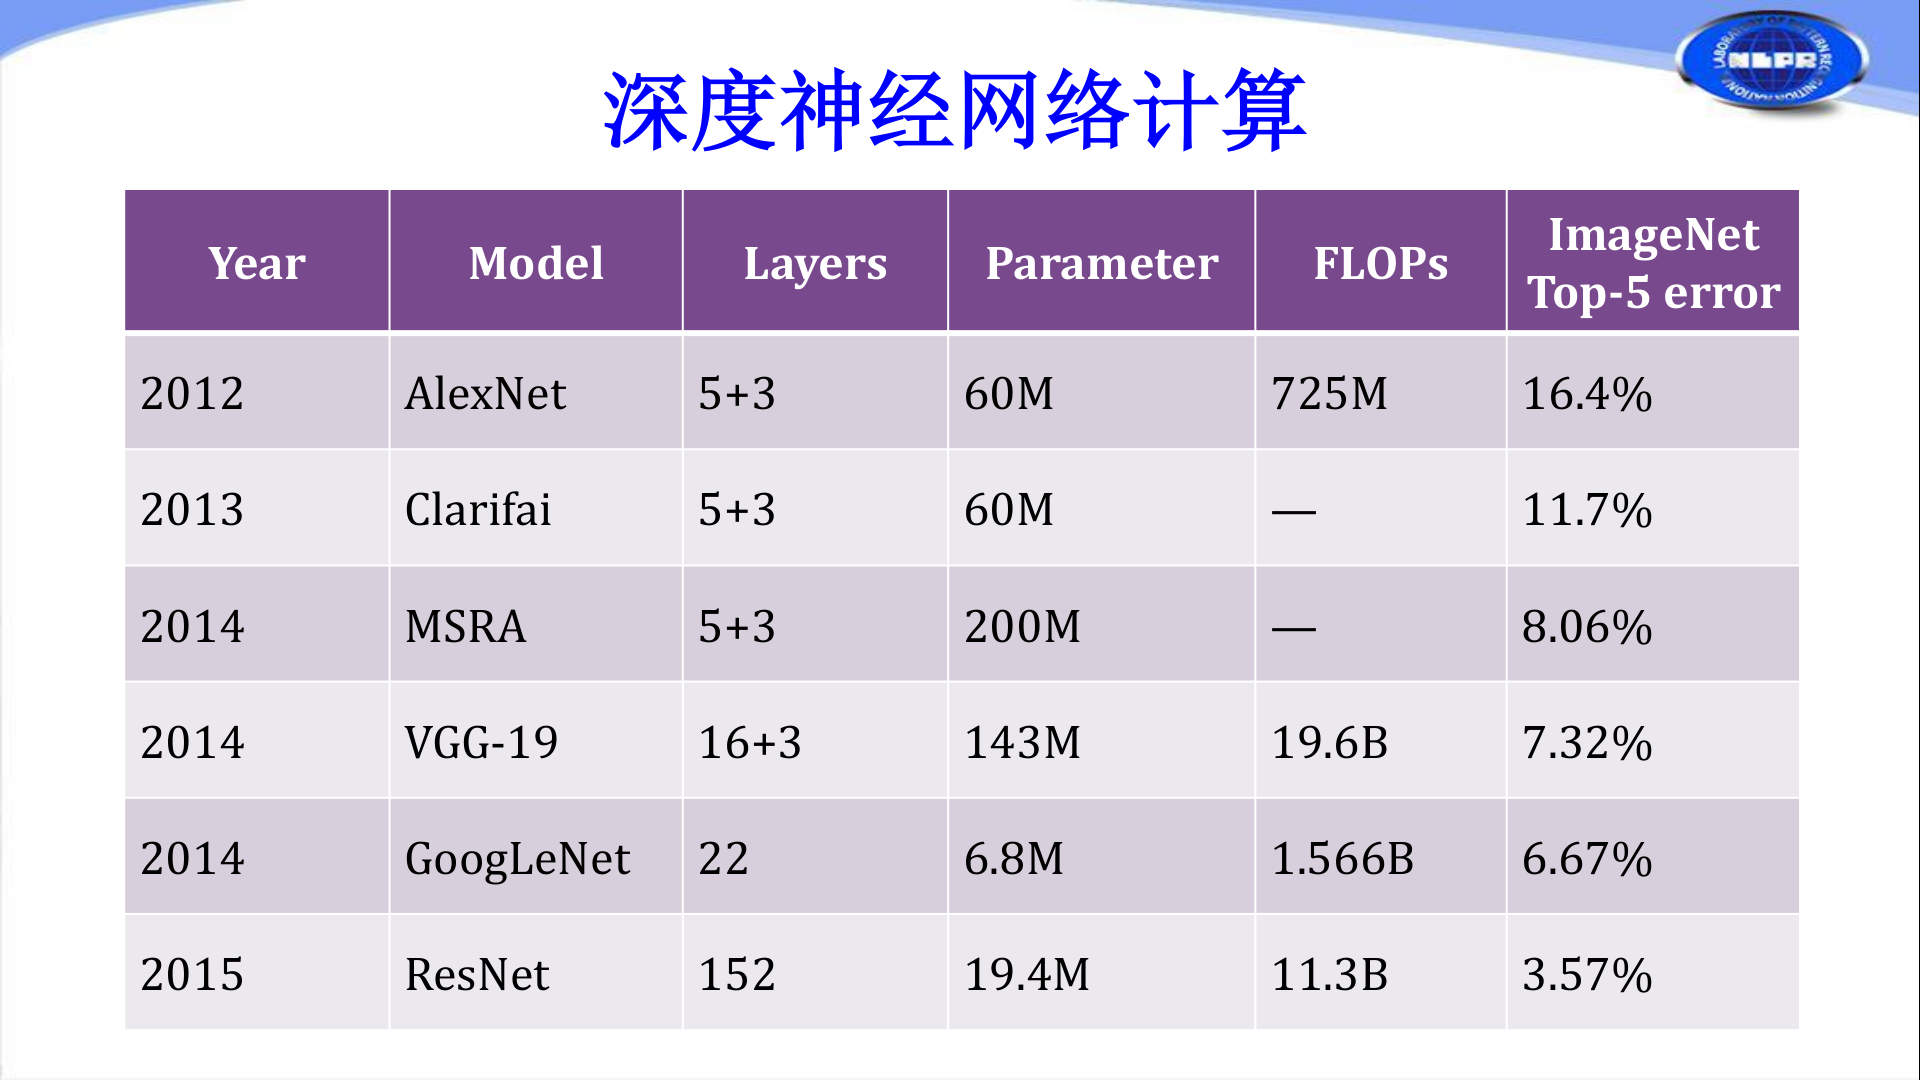 深度神经网络计算
NLPR
Year Model Layers Parameter FLOPs ImageNet Top-5 error
2012 AlexNet 5+3 60M 725M 16.4%
2013 Clarifai 5+3 60M — 11.7%
2014 MSRA 5+3 200M — 8.06%
2014 VGG-19 16+3 143M 19.6B 7.32%
2014 GoogLeNet 22 6.8M 1.566B 6.67%
2015 ResNet 152 19.4M 11.3B 3.57%